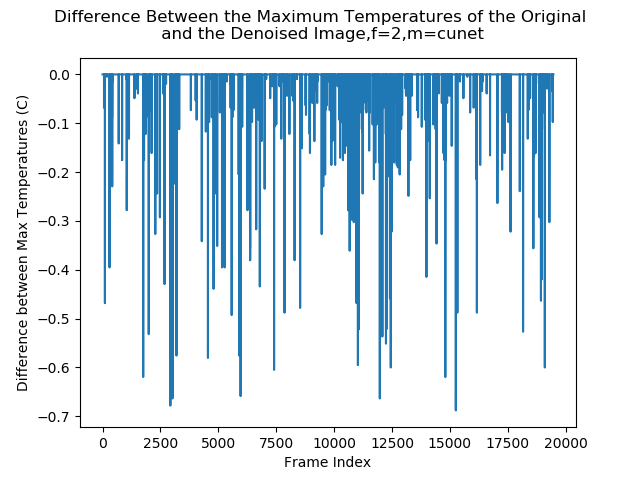 Difference Between the Maximum Temperatures of the Original
and the Denoised Image,f=2,m=cunet
0.0
−0.1
−0.2
−0.3
−0.4
−0.5
−0.6
−0.7
Difference between Max Temperatures (C)
0 2500 5000 7500 10000 12500 15000 17500 20000
Frame Index